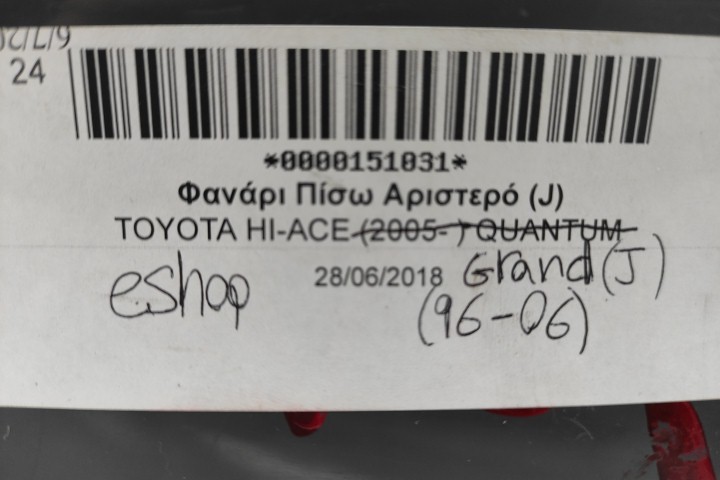 24
*0000151031*
Φανάρι Πίσω Αριστερό (J)
TOYOTA HI-ACE (2005- ) QUANTUM
eshop 28/06/2018 Grand (J)
(96-06)